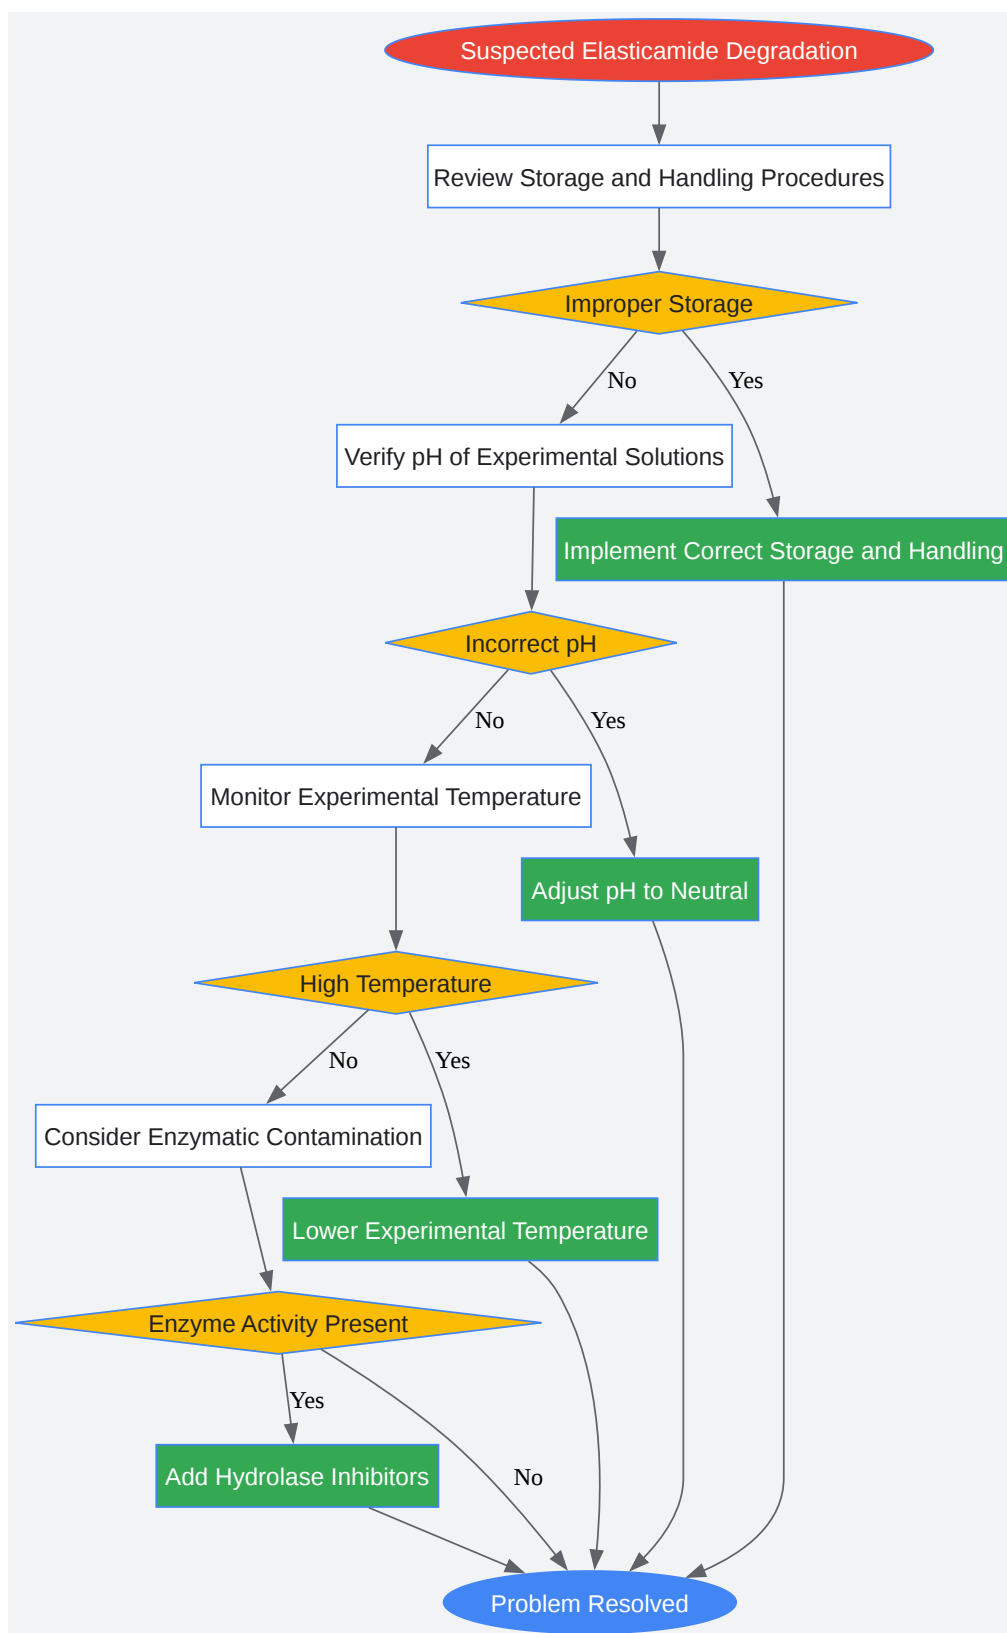 Suspected Elasticamide Degradation
Review Storage and Handling Procedures
Improper Storage
No
Yes
Verify pH of Experimental Solutions
Implement Correct Storage and Handling
Incorrect pH
No
Yes
Monitor Experimental Temperature
Adjust pH to Neutral
High Temperature
No
Yes
Consider Enzymatic Contamination
Lower Experimental Temperature
Enzyme Activity Present
Yes
Add Hydrolase Inhibitors
No
Problem Resolved